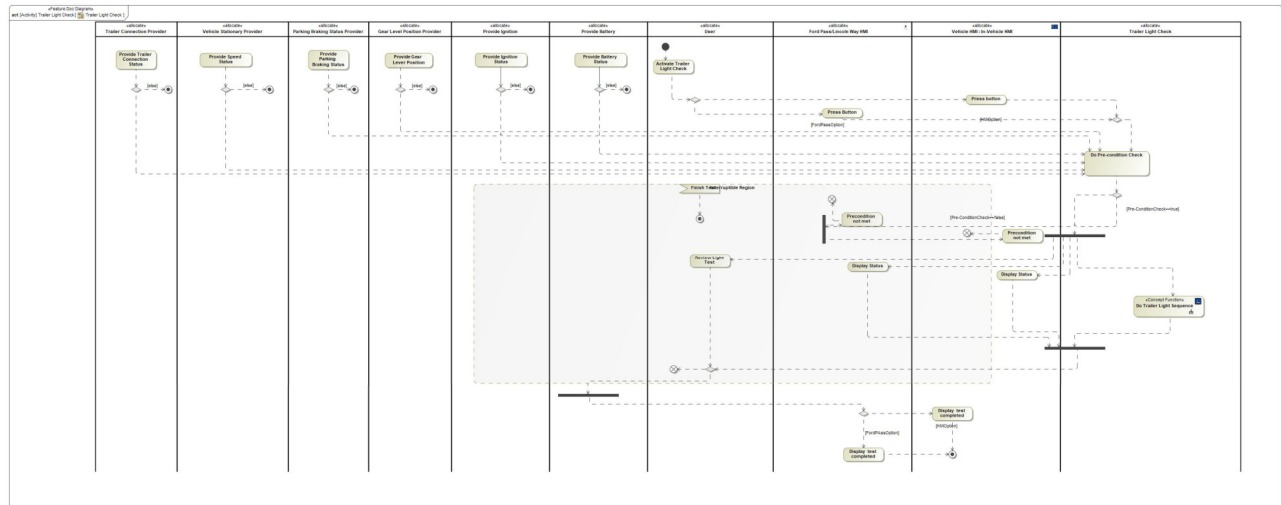 «Feature Doc Diagram»
act [Activity] Trailer Light Check [ Trailer Light Check ]
«allocate»
Trailer Connection Provider
«allocate»
Vehicle Stationary Provider
«allocate»
Parking Braking Status Provider
«allocate»
Gear Level Position Provider
«allocate»
Provide Ignition
«allocate»
Provide Battery
«allocate»
User
«allocate»
Ford Pass/Lincoln Way HMI
«allocate»
Vehicle HMI : In-Vehicle HMI
«allocate»
Trailer Light Check
Provide Trailer
Connection
Status
Provide Speed
Status
Provide
Parking
Braking Status
Provide Gear
Lever Position
Provide Ignition
Status
Provide Battery
Status
Activate Trailer
Light Check
[else]
[else]
[else]
[else]
[else]
[else]
Press button
Press Button
[FordPassOption]
[HMIOption]
Do Pre-condition Check
Finish Test
Interruptible Region
[Pre-ConditionCheck==true]
Precondition
not met
[Pre-ConditionCheck==false]
Precondition
not met
Review Light
Test
Display Status
Display Status
«Concept Function»
Do Trailer Light Sequence
Display test
completed
[HMIOption]
[FordPAssOption]
Display test
completed